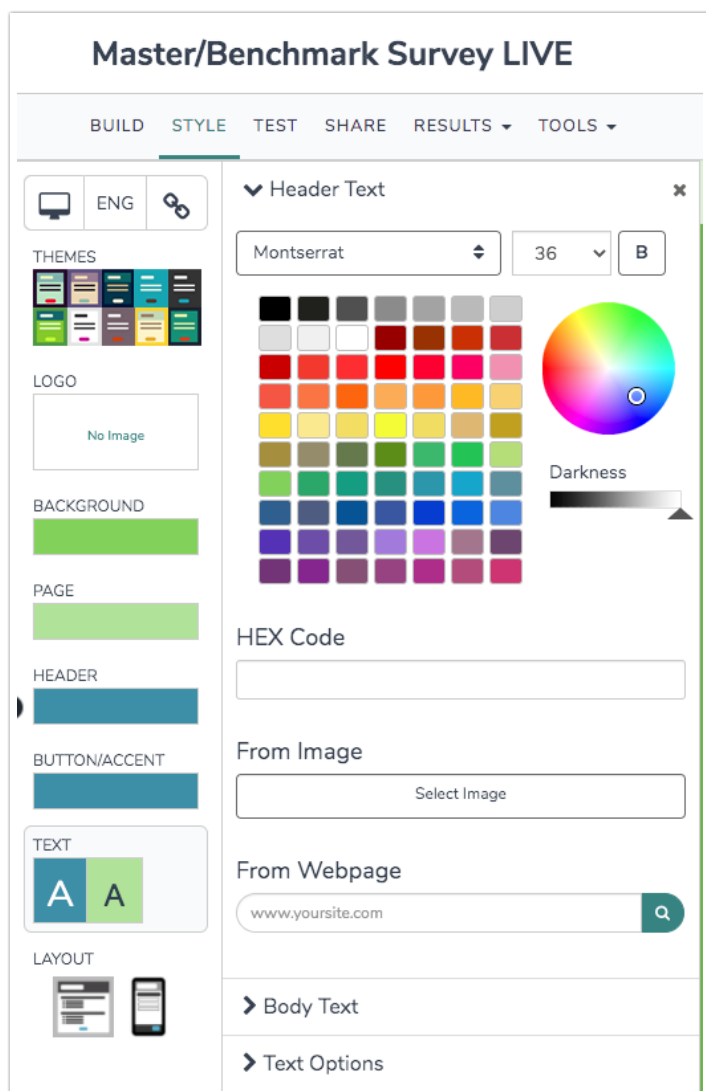 Master/Benchmark Survey LIVE
BUILD STYLE TEST SHARE RESULTS TOOLS
ENG
THEMES
LOGO
No Image
BACKGROUND
PAGE
HEADER
BUTTON/ACCENT
TEXT
A A
LAYOUT
Header Text
Montserrat 36 B
Darkness
HEX Code
From Image
Select Image
From Webpage
www.yoursite.com
Body Text
Text Options